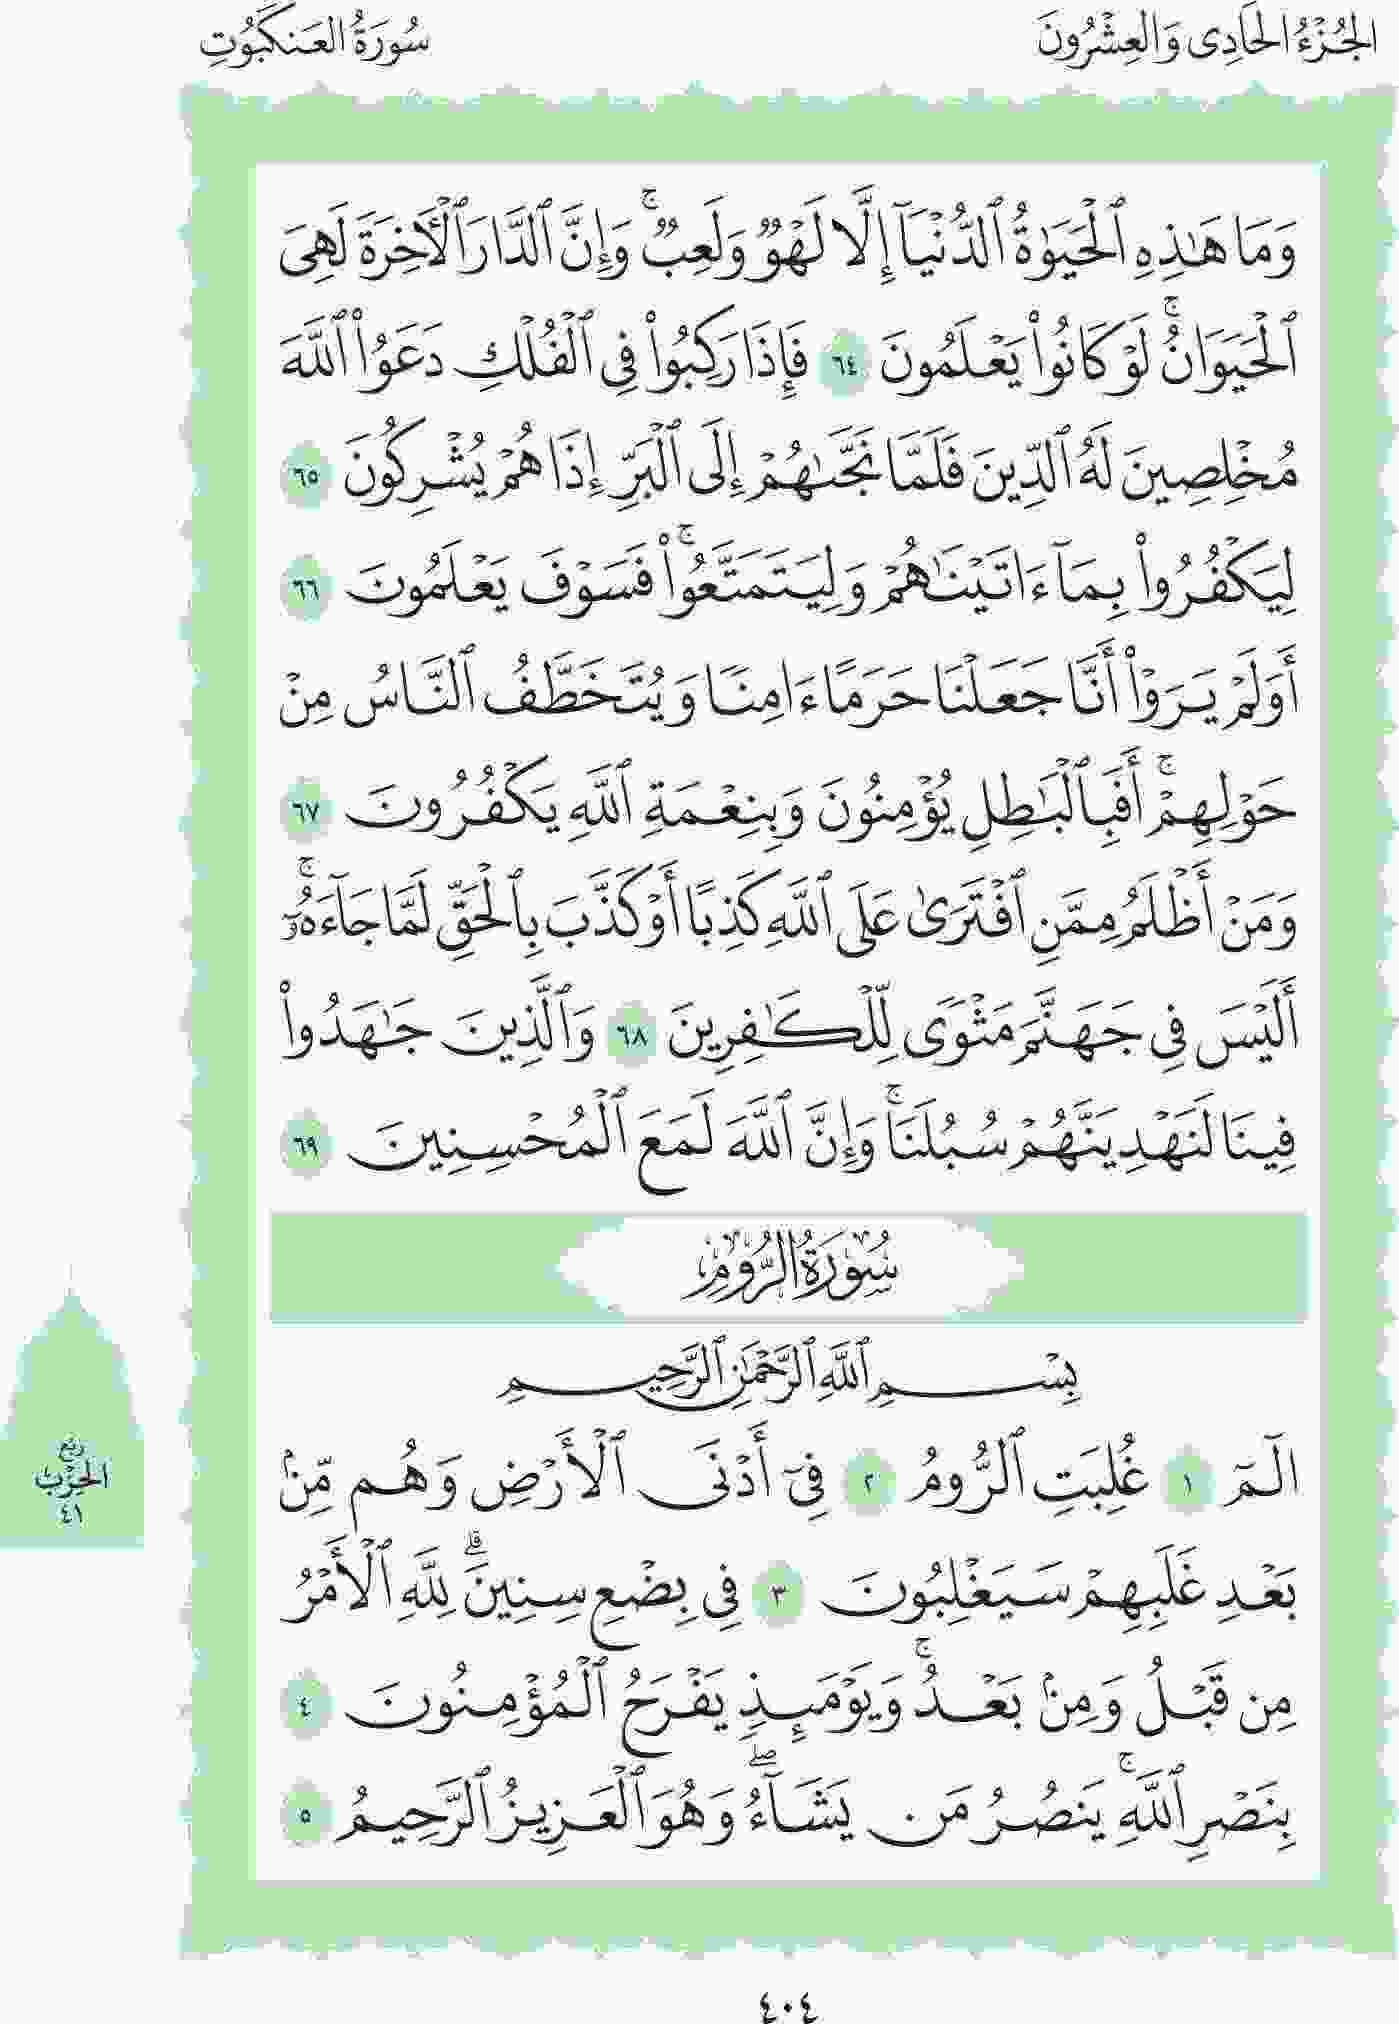 الجُزْءُ الحَادِى وَالعِشْرُونَ
سُورَةُ العَنكَبُوتِ
وَمَا هَٰذِهِ ٱلْحَيَوٰةُ ٱلدُّنْيَآ إِلَّا لَهْوٌ وَلَعِبٌ ۚ وَإِنَّ ٱلدَّارَ ٱلْـَٔاخِرَةَ لَهِىَ
ٱلْحَيَوَانُ ۚ لَوْ كَانُوا۟ يَعْلَمُونَ ٦٤ فَإِذَا رَكِبُوا۟ فِى ٱلْفُلْكِ دَعَوُا۟ ٱللَّهَ
مُخْلِصِينَ لَهُ ٱلدِّينَ فَلَمَّا نَجَّىٰهُمْ إِلَى ٱلْبَرِّ إِذَا هُمْ يُشْرِكُونَ ٦٥
لِيَكْفُرُوا۟ بِمَآ ءَاتَيْنَٰهُمْ وَلِيَتَمَتَّعُوا۟ ۚ فَسَوْفَ يَعْلَمُونَ ٦٦
أَوَلَمْ يَرَوْا۟ أَنَّا جَعَلْنَا حَرَمًا ءَامِنًا وَيُتَخَطَّفُ ٱلنَّاسُ مِنْ
حَوْلِهِمْ ۚ أَفَبِٱلْبَٰطِلِ يُؤْمِنُونَ وَبِنِعْمَةِ ٱللَّهِ يَكْفُرُونَ ٦٧
وَمَنْ أَظْلَمُ مِمَّنِ ٱفْتَرَىٰ عَلَى ٱللَّهِ كَذِبًا أَوْ كَذَّبَ بِٱلْحَقِّ لَمَّا جَآءَهُۥٓ ۚ
أَلَيْسَ فِى جَهَنَّمَ مَثْوًى لِّلْكَٰفِرِينَ ٦٨ وَٱلَّذِينَ جَٰهَدُوا۟
فِينَا لَنَهْدِيَنَّهُمْ سُبُلَنَا ۚ وَإِنَّ ٱللَّهَ لَمَعَ ٱلْمُحْسِنِينَ ٦٩
سُورَةُ الرُّومِ
بِسْمِ ٱللَّهِ ٱلرَّحْمَٰنِ ٱلرَّحِيمِ
الٓمٓ ١ غُلِبَتِ ٱلرُّومُ ٢ فِىٓ أَدْنَى ٱلْأَرْضِ وَهُم مِّنۢ
بَعْدِ غَلَبِهِمْ سَيَغْلِبُونَ ٣ فِى بِضْعِ سِنِينَ ۗ لِلَّهِ ٱلْأَمْرُ
مِن قَبْلُ وَمِنۢ بَعْدُ ۚ وَيَوْمَئِذٍ يَفْرَحُ ٱلْمُؤْمِنُونَ ٤
بِنَصْرِ ٱللَّهِ ۚ يَنصُرُ مَن يَشَآءُ ۖ وَهُوَ ٱلْعَزِيزُ ٱلرَّحِيمُ ٥
ربع
الحزب
٤١
٤٠٤